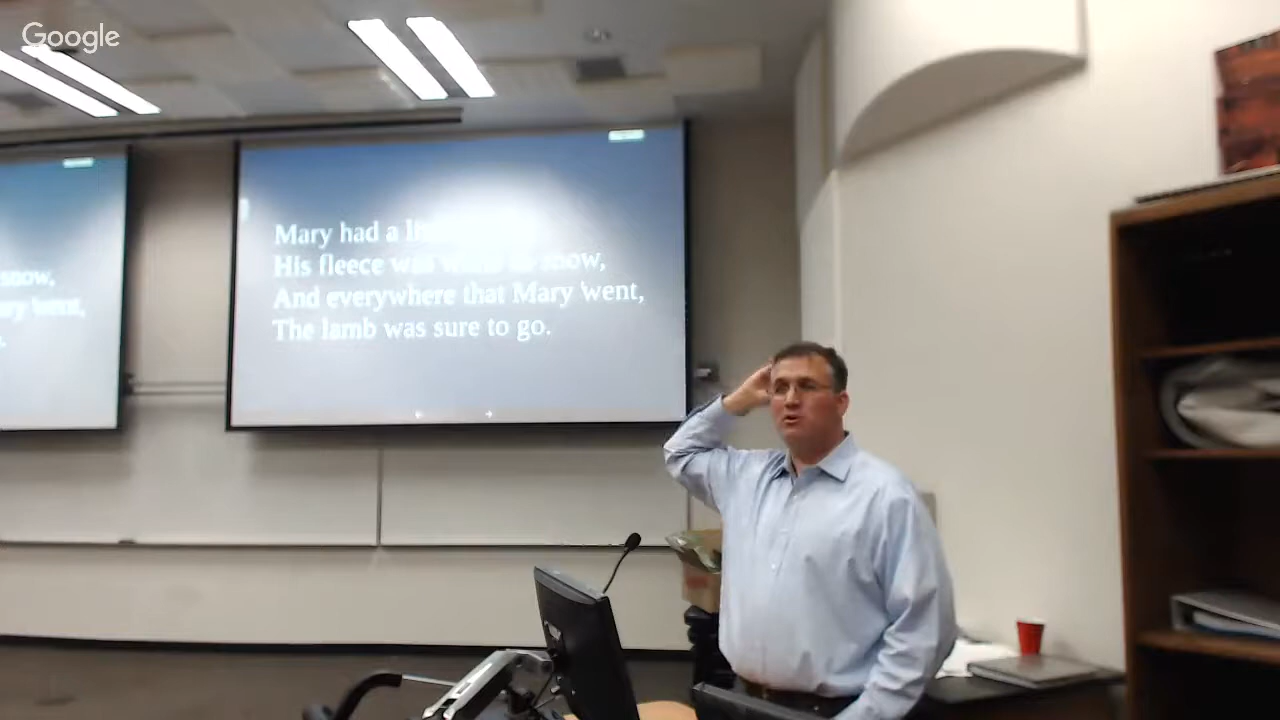 Google
Mary had a
His fleece was snow,
And everywhere that Mary went,
The lamb was sure to go.
snow,
went,